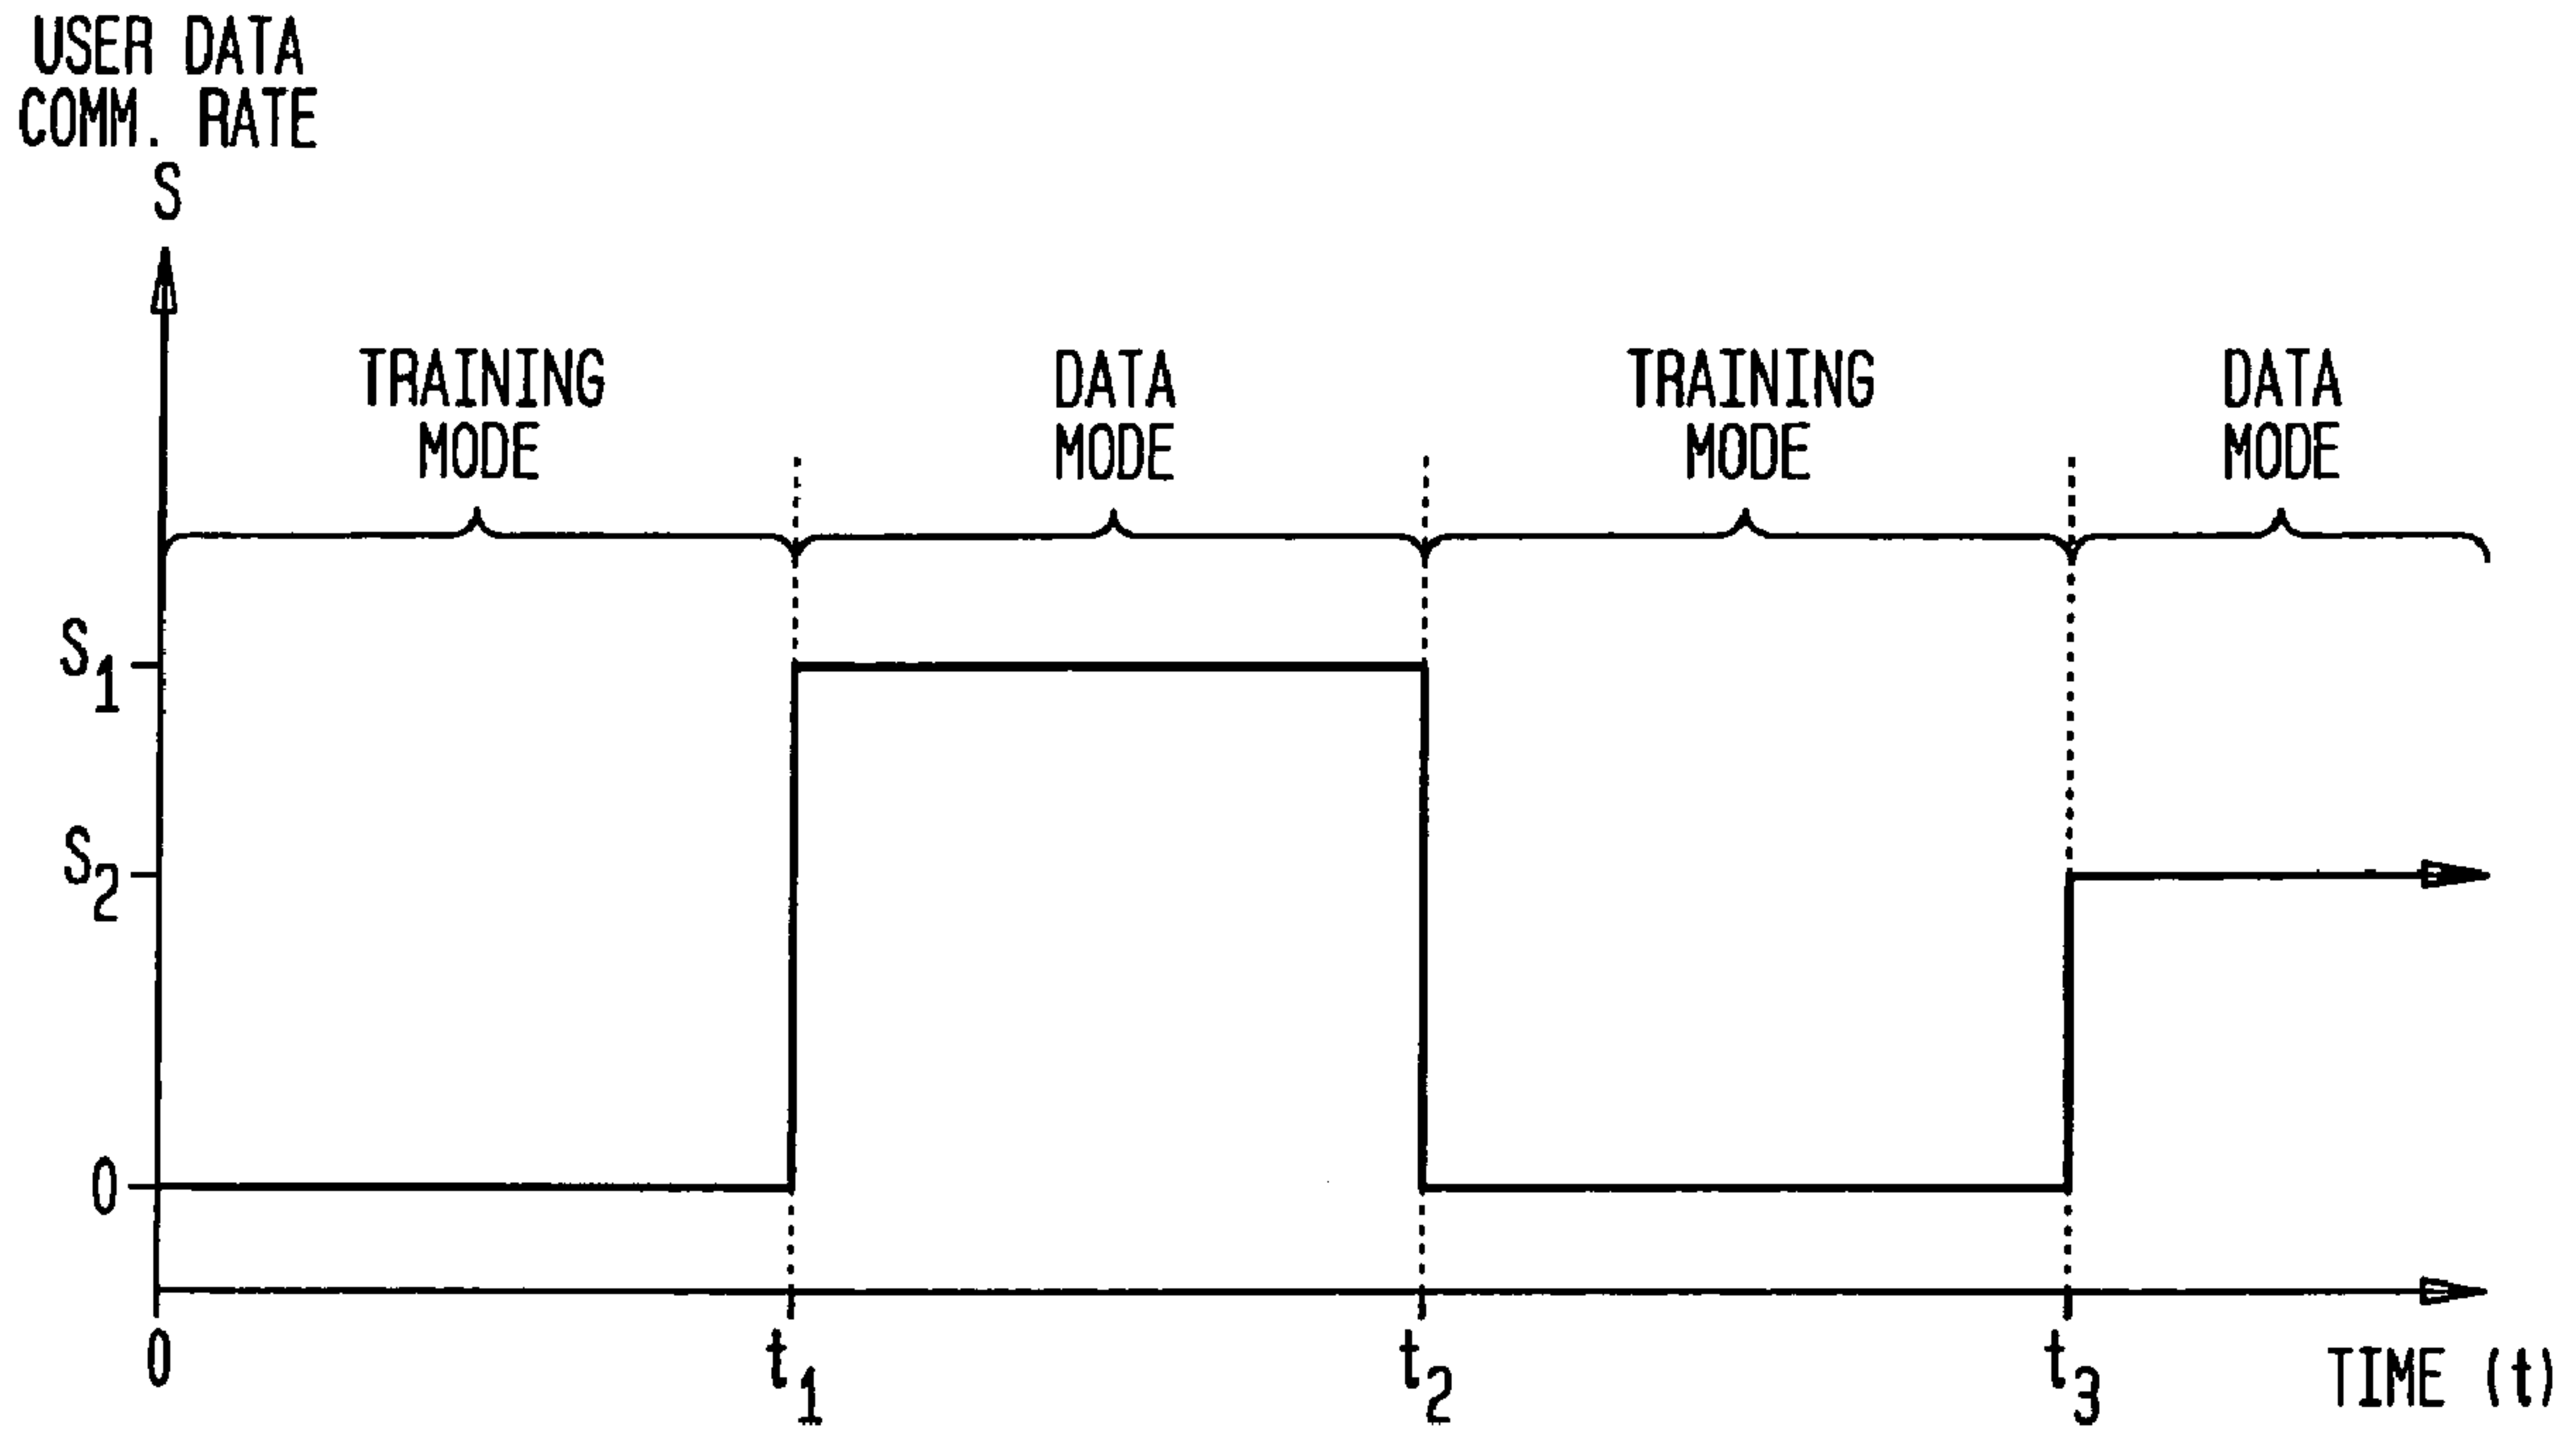 USER DATA
COMM. RATE
S
TRAINING
MODE
DATA
MODE
TRAINING
MODE
DATA
MODE
S1
S2
0
0
t1
t2
t3
TIME (t)